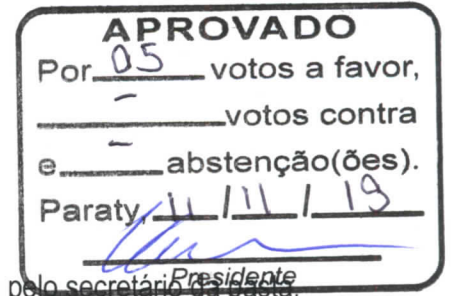 APROVADO
Por 05 votos a favor,
- votos contra
e - abstenção(ões).
Paraty, 11 / 11 / 19
Presidente
pelo secretário da pasta.